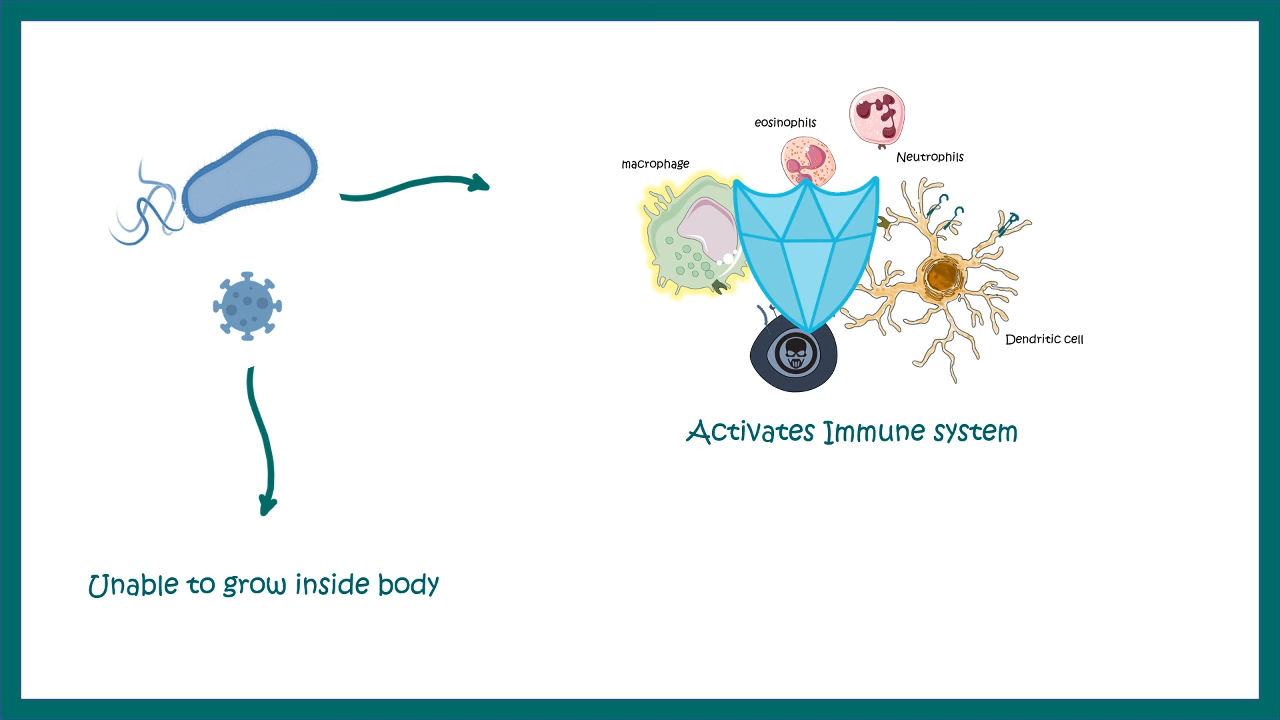 eosinophils
Neutrophils
macrophage
Dendritic cell
Activates Immune system
Unable to grow inside body